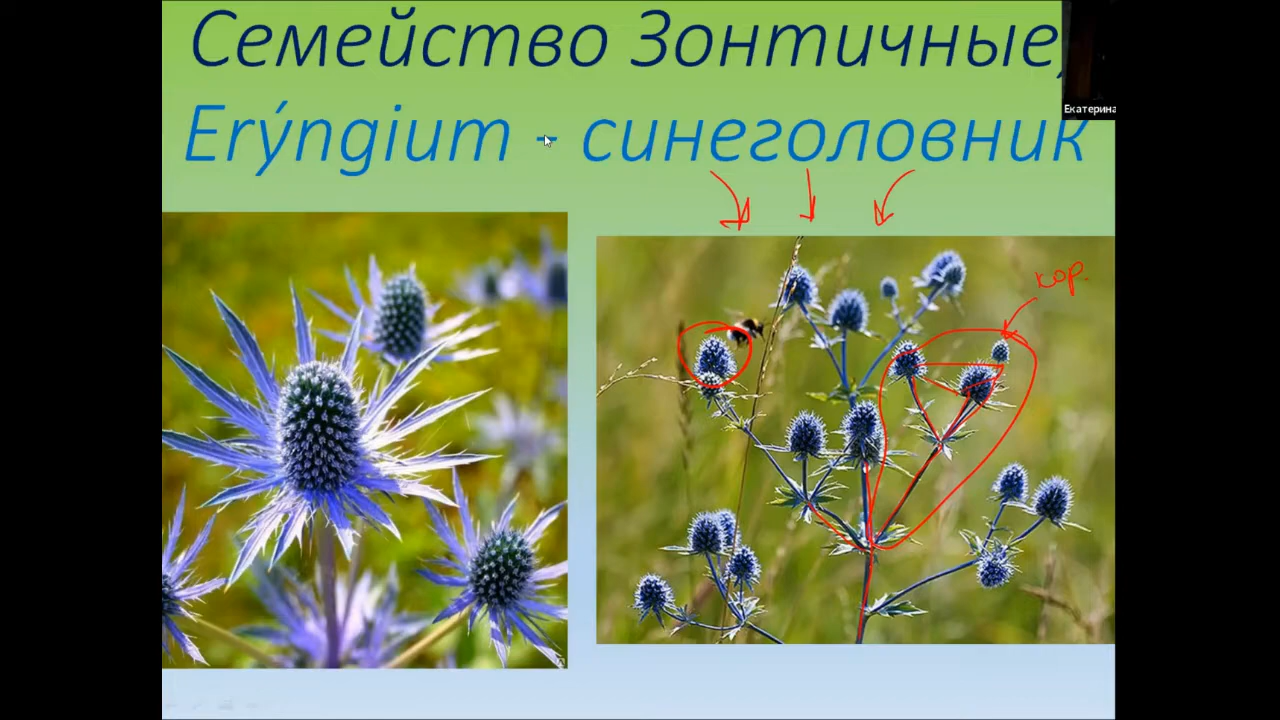 Семейство Зонтичные,
Екатерина
Erýngium - синеголовник
кор.